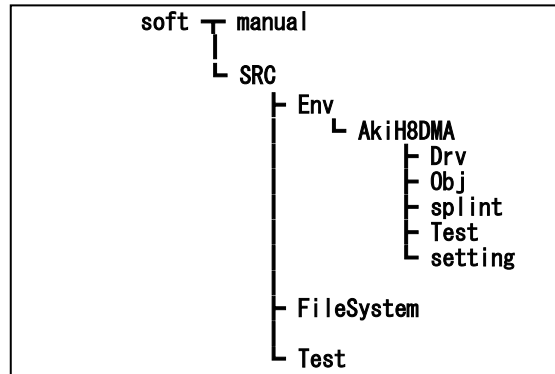 soft manual
SRC
Env
AkiH8DMA
Drv
Obj
splint
Test
setting
FileSystem
Test